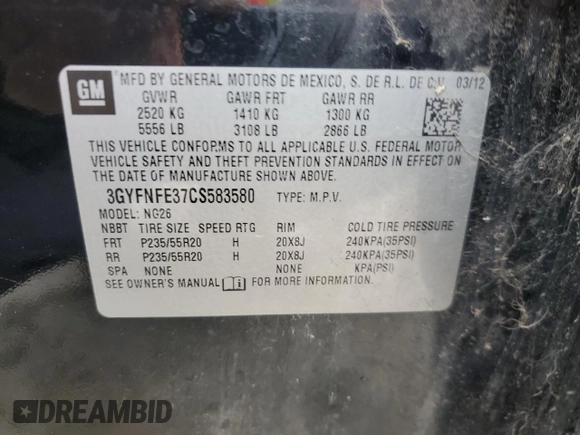 GM MFD BY GENERAL MOTORS DE MEXICO, S. DE R.L. DE C.V. 03/12
GVWR GAWR FRT GAWR RR
2520 KG 1410 KG 1300 KG
5556 LB 3108 LB 2866 LB
THIS VEHICLE CONFORMS TO ALL APPLICABLE U.S. FEDERAL MOTOR
VEHICLE SAFETY AND THEFT PREVENTION STANDARDS IN EFFECT ON
THE DATE OF MANUFACTURE SHOWN ABOVE.
3GYFNFE37CS583580 TYPE: M.P.V.
MODEL: NG26
NBBT TIRE SIZE SPEED RTG RIM COLD TIRE PRESSURE
FRT P235/55R20 H 20X8J 240KPA(35PSI)
RR P235/55R20 H 20X8J 240KPA(35PSI)
SPA NONE NONE KPA(PSI)
SEE OWNER'S MANUAL FOR MORE INFORMATION.
DREAMBID